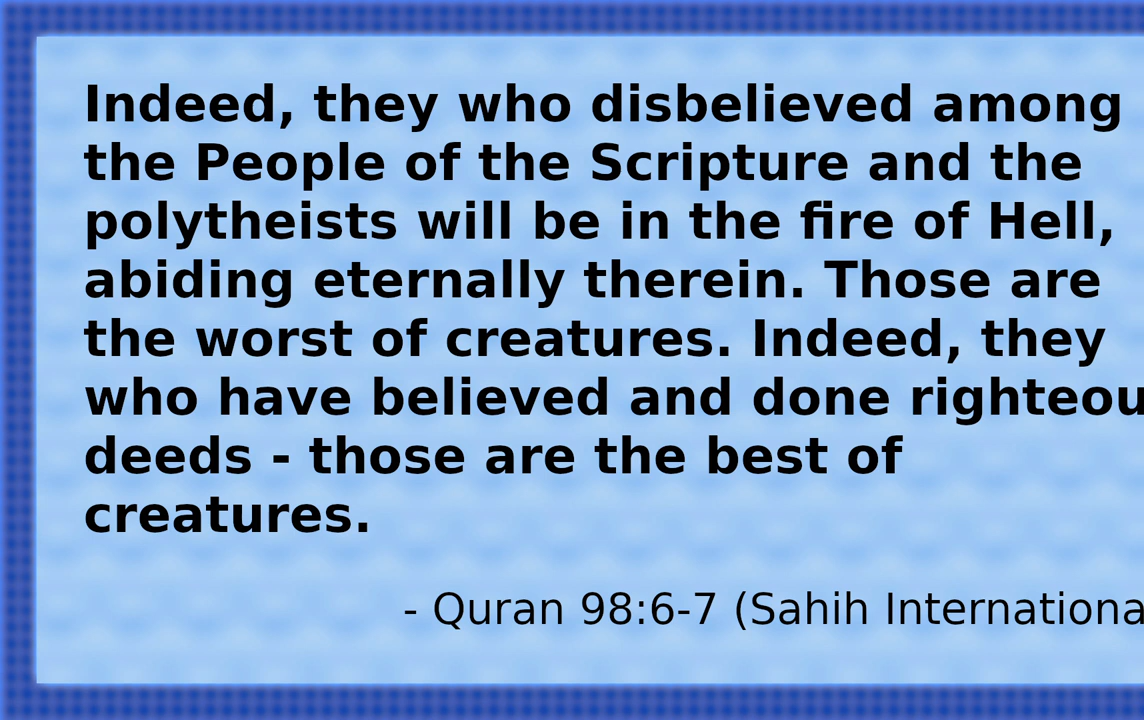 Indeed, they who disbelieved among
the People of the Scripture and the
polytheists will be in the fire of Hell,
abiding eternally therein. Those are
the worst of creatures. Indeed, they
who have believed and done righteou
deeds - those are the best of
creatures.
- Quran 98:6-7 (Sahih Internationa